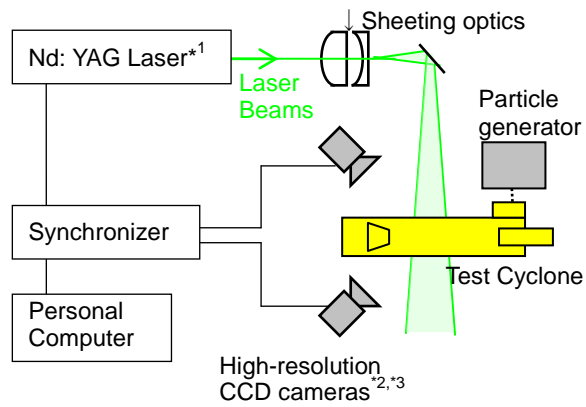 Sheeting optics
Nd: YAG Laser*1
Laser
Beams
Particle
generator
Synchronizer
Test Cyclone
Personal
Computer
High-resolution
CCD cameras*2,*3